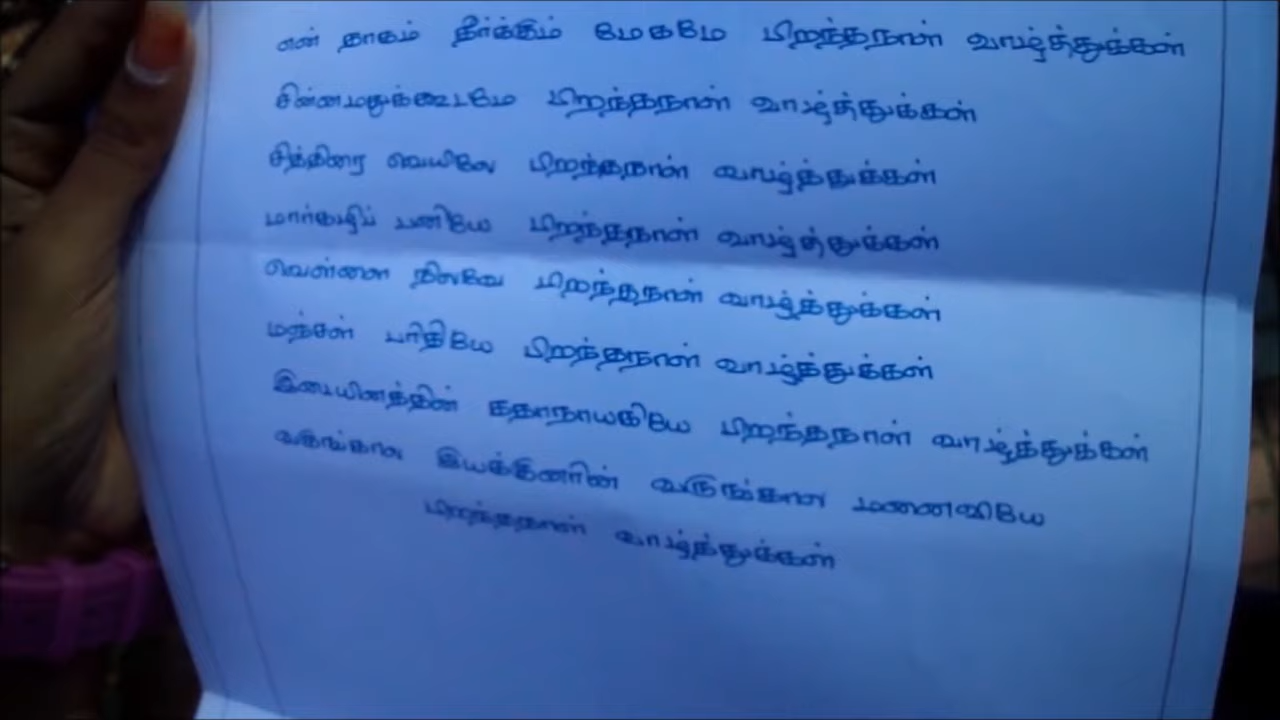 என் தாகம் தீர்க்கும் மேகமே பிறந்தநாள் வாழ்த்துக்கள்
சின்னமதுக்கூடமே பிறந்தநாள் வாழ்த்துக்கள்
சித்திரை வெயிலே பிறந்தநாள் வாழ்த்துக்கள்
மார்கழிப் பனியே பிறந்தநாள் வாழ்த்துக்கள்
வெள்ளை நிலவே பிறந்தநாள் வாழ்த்துக்கள்
மஞ்சள் பரிதியே பிறந்தநாள் வாழ்த்துக்கள்
கதாநாயகியே பிறந்தநாள் வாழ்த்துக்கள்
வருங்கால இயக்குனரின் வருங்கால மனைவியே
பிறந்தநாள் வாழ்த்துக்கள்